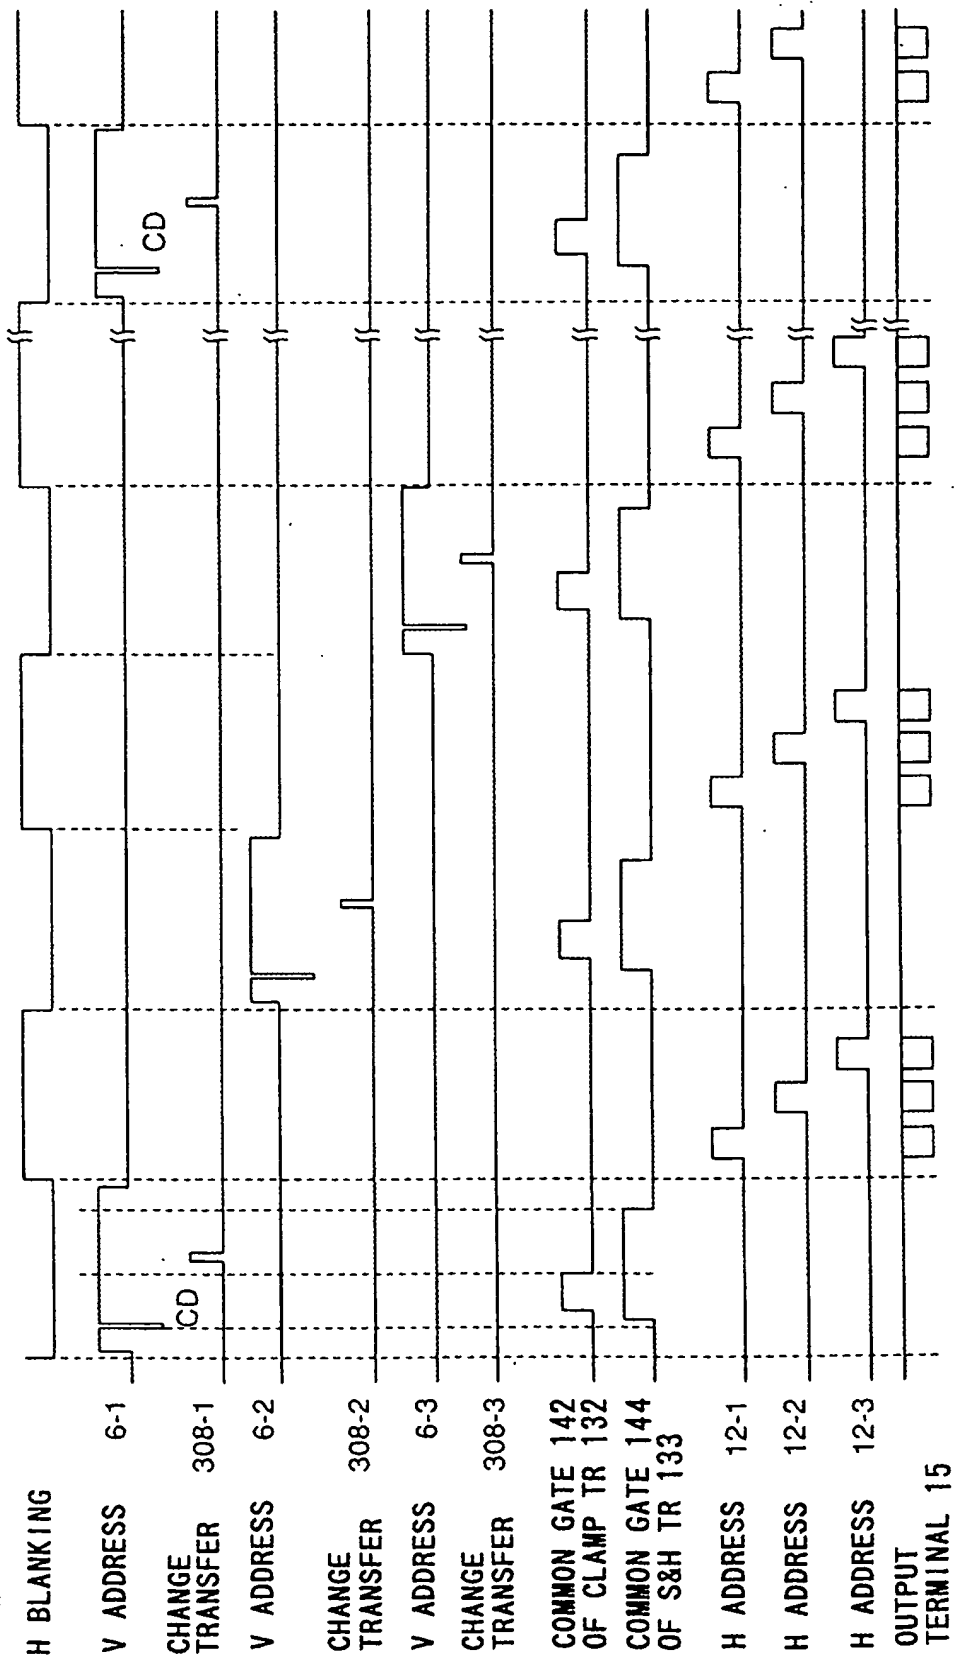 H BLANKING
V ADDRESS 6-1
CHANGE
TRANSFER 308-1
V ADDRESS 6-2
CHANGE
TRANSFER 308-2
V ADDRESS 6-3
CHANGE
TRANSFER 308-3
COMMON GATE 142
OF CLAMP TR 132
COMMON GATE 144
OF S&H TR 133
H ADDRESS 12-1
H ADDRESS 12-2
H ADDRESS 12-3
OUTPUT
TERMINAL 15
CD
CD